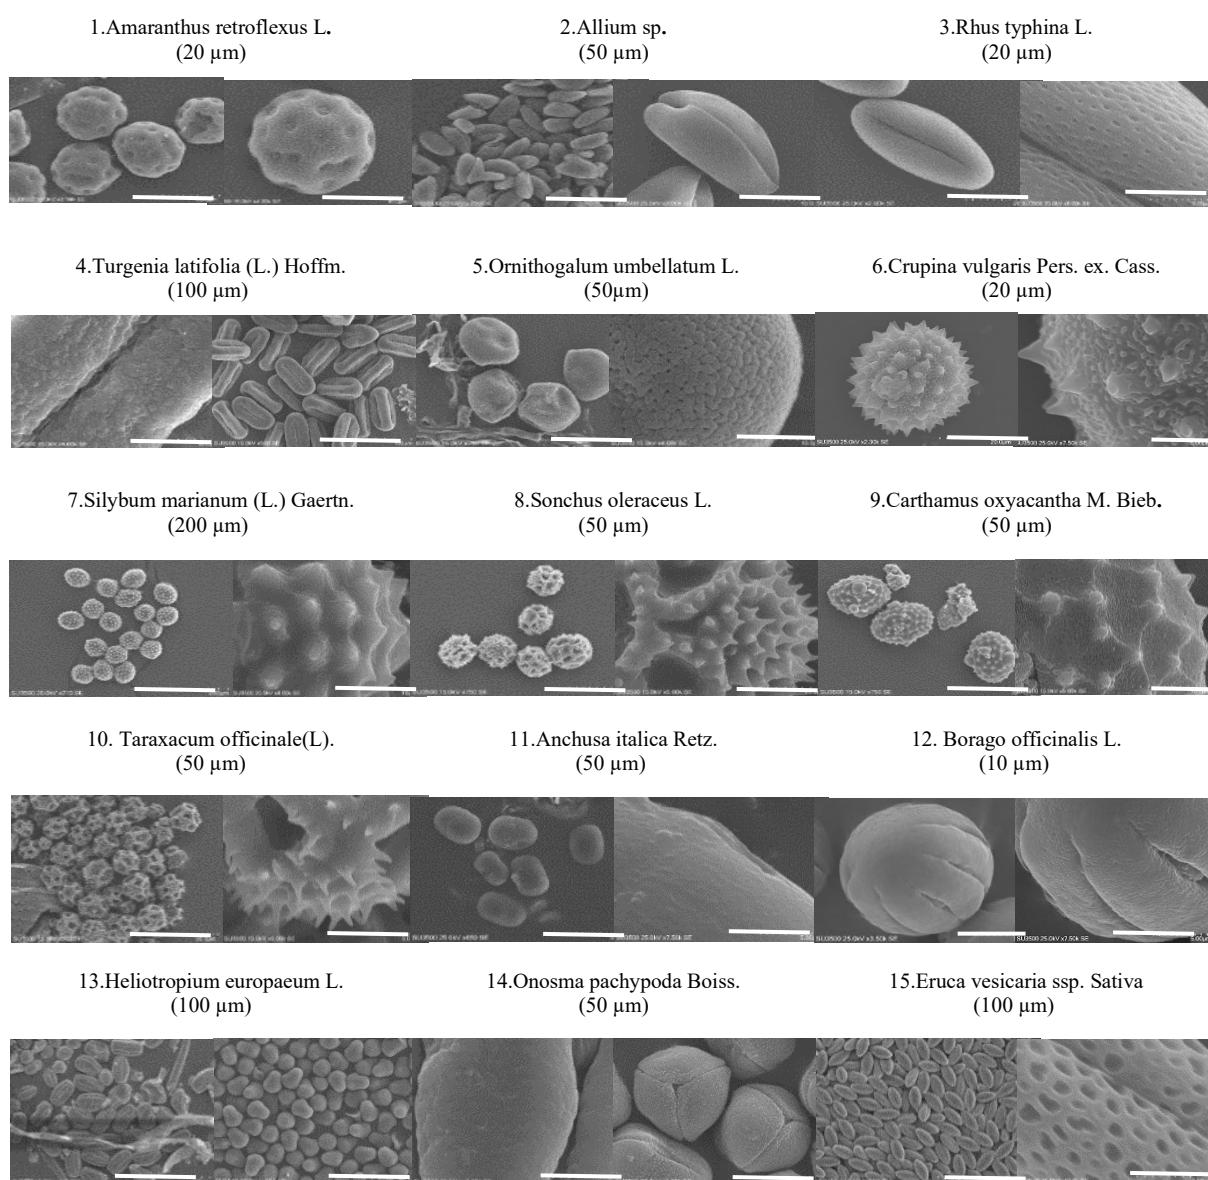 1.Amaranthus retroflexus L.
(20 µm)
2.Allium sp.
(50 µm)
3.Rhus typhina L.
(20 µm)
4.Turgenia latifolia (L.) Hoffm.
(100 µm)
5.Ornithogalum umbellatum L.
(50µm)
6.Crupina vulgaris Pers. ex. Cass.
(20 µm)
7.Silybum marianum (L.) Gaertn.
(200 µm)
8.Sonchus oleraceus L.
(50 µm)
9.Carthamus oxyacantha M. Bieb.
(50 µm)
10. Taraxacum officinale(L).
(50 µm)
11.Anchusa italica Retz.
(50 µm)
12. Borago officinalis L.
(10 µm)
13.Heliotropium europaeum L.
(100 µm)
14.Onosma pachypoda Boiss.
(50 µm)
15.Eruca vesicaria ssp. Sativa
(100 µm)